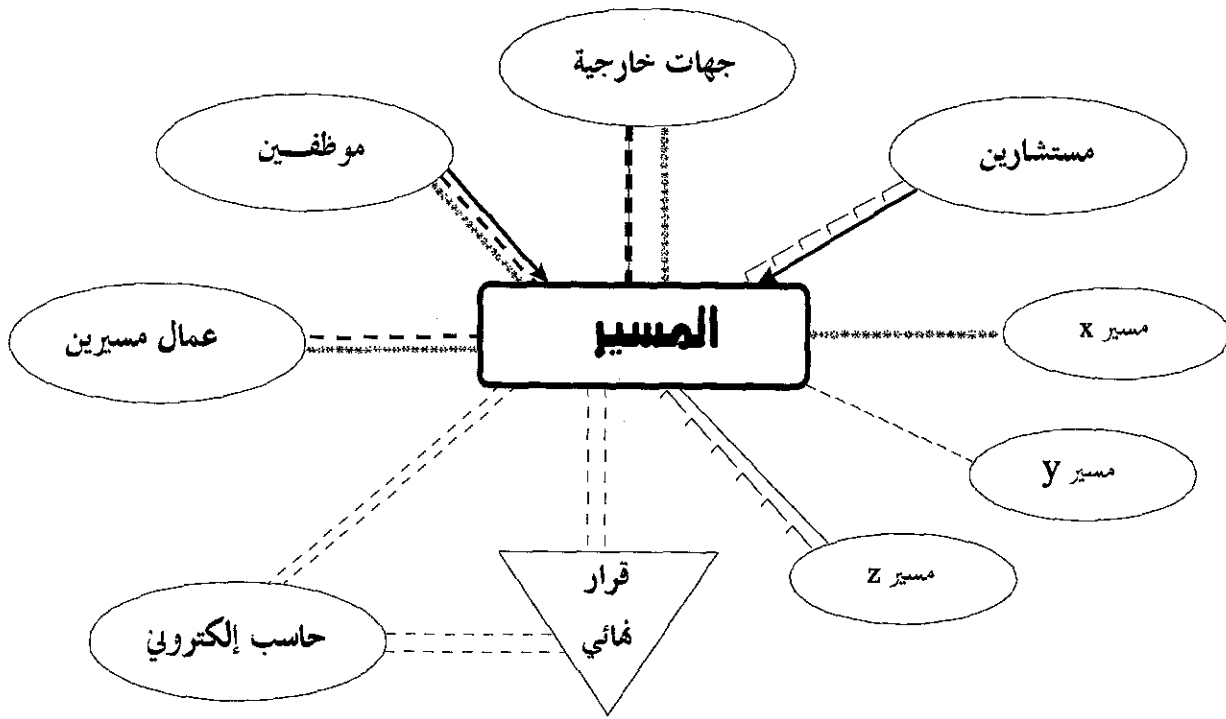 جهات خارجية
موظفين
مستشارين
المسير
عمال مسيرين
مسير x
مسير y
مسير z
قرار
نهائي
حاسب إلكتروني